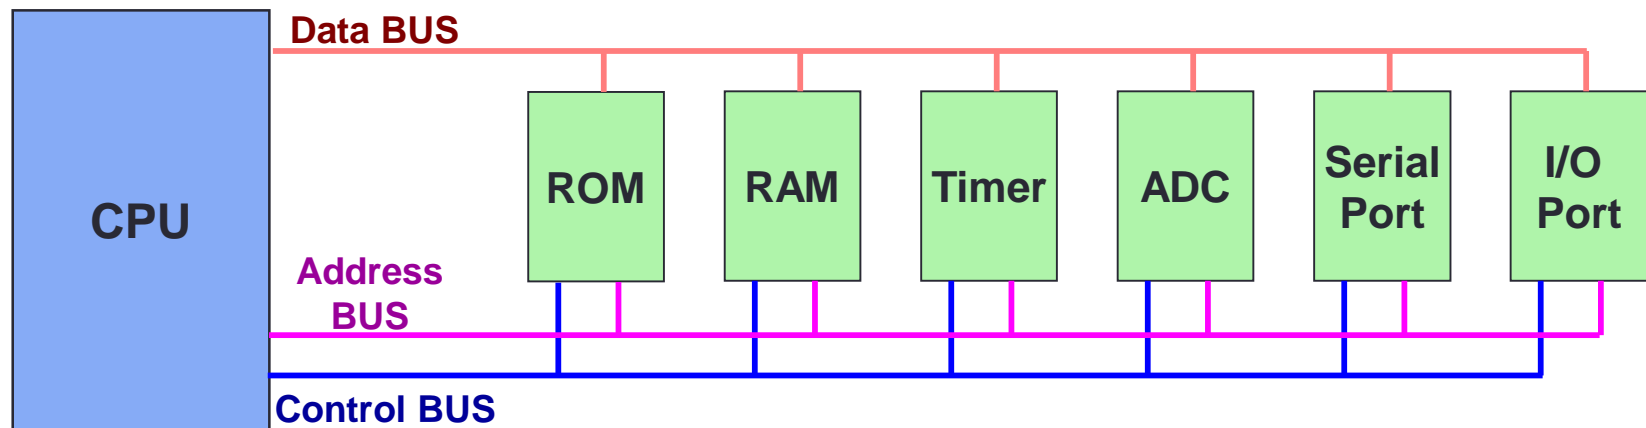 Data BUS
CPU
ROM
RAM
Timer
ADC
Serial
Port
I/O
Port
Address
BUS
Control BUS